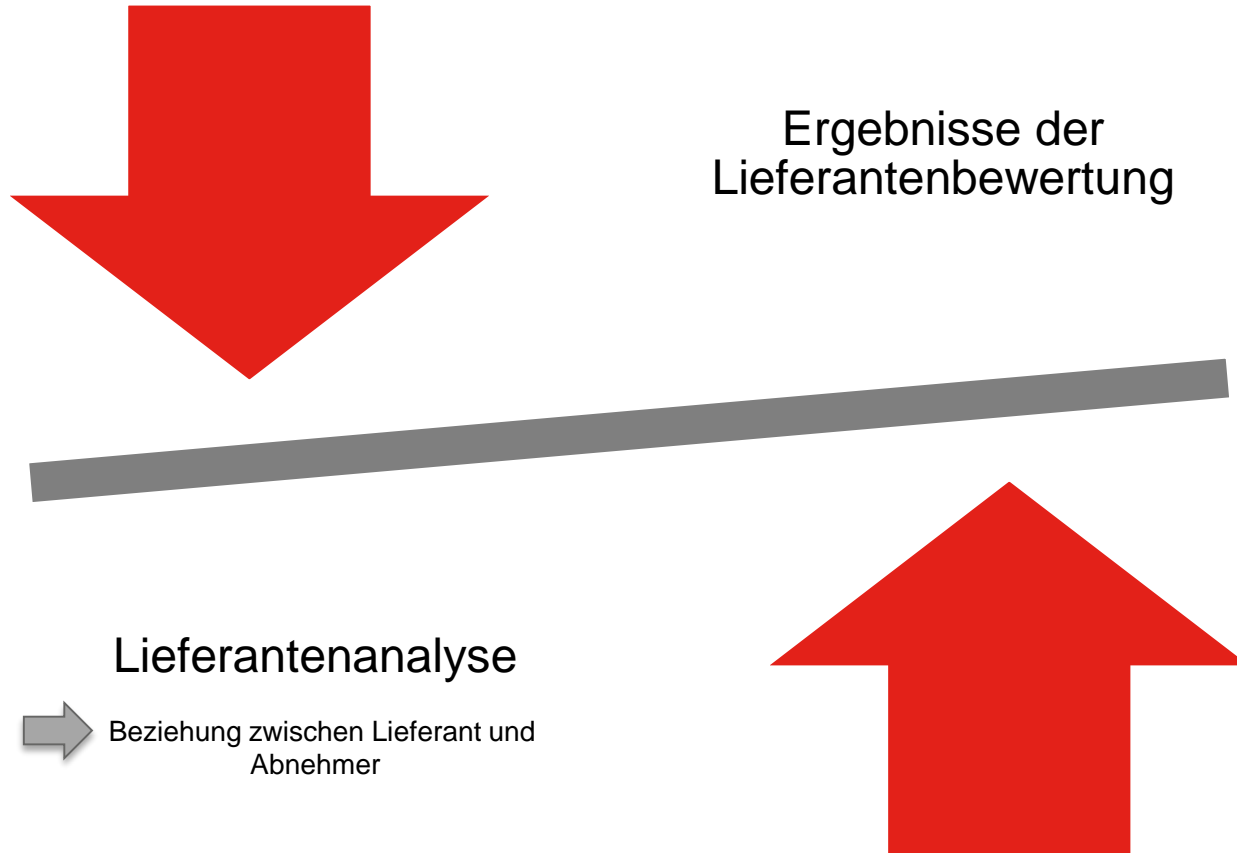 Ergebnisse der
Lieferantenbewertung
Lieferantenanalyse
Beziehung zwischen Lieferant und
Abnehmer